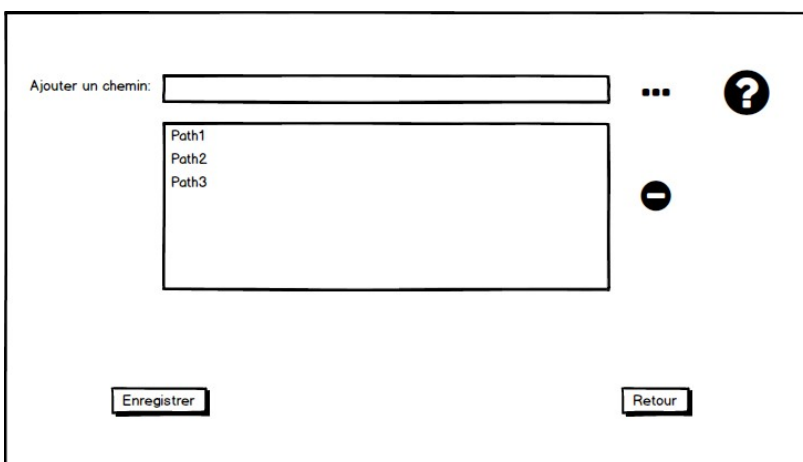 Ajouter un chemin:
...
?
Path1
Path2
Path3
Enregistrer
Retour